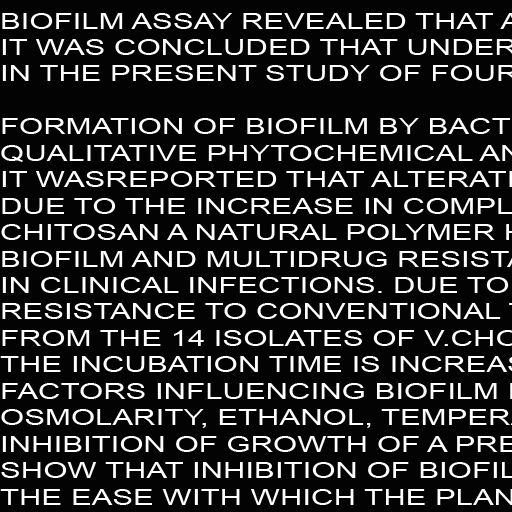 BIOFILM ASSAY REVEALED THAT A
IT WAS CONCLUDED THAT UNDER
IN THE PRESENT STUDY OF FOUR
FORMATION OF BIOFILM BY BACT
QUALITATIVE PHYTOCHEMICAL AN
IT WASREPORTED THAT ALTERATI
DUE TO THE INCREASE IN COMPL
CHITOSAN A NATURAL POLYMER H
BIOFILM AND MULTIDRUG RESISTA
IN CLINICAL INFECTIONS. DUE TO
RESISTANCE TO CONVENTIONAL T
FROM THE 14 ISOLATES OF V.CHO
THE INCUBATION TIME IS INCREAS
FACTORS INFLUENCING BIOFILM
OSMOLARITY, ETHANOL, TEMPERA
INHIBITION OF GROWTH OF A PRE
SHOW THAT INHIBITION OF BIOFIL
THE EASE WITH WHICH THE PLAN